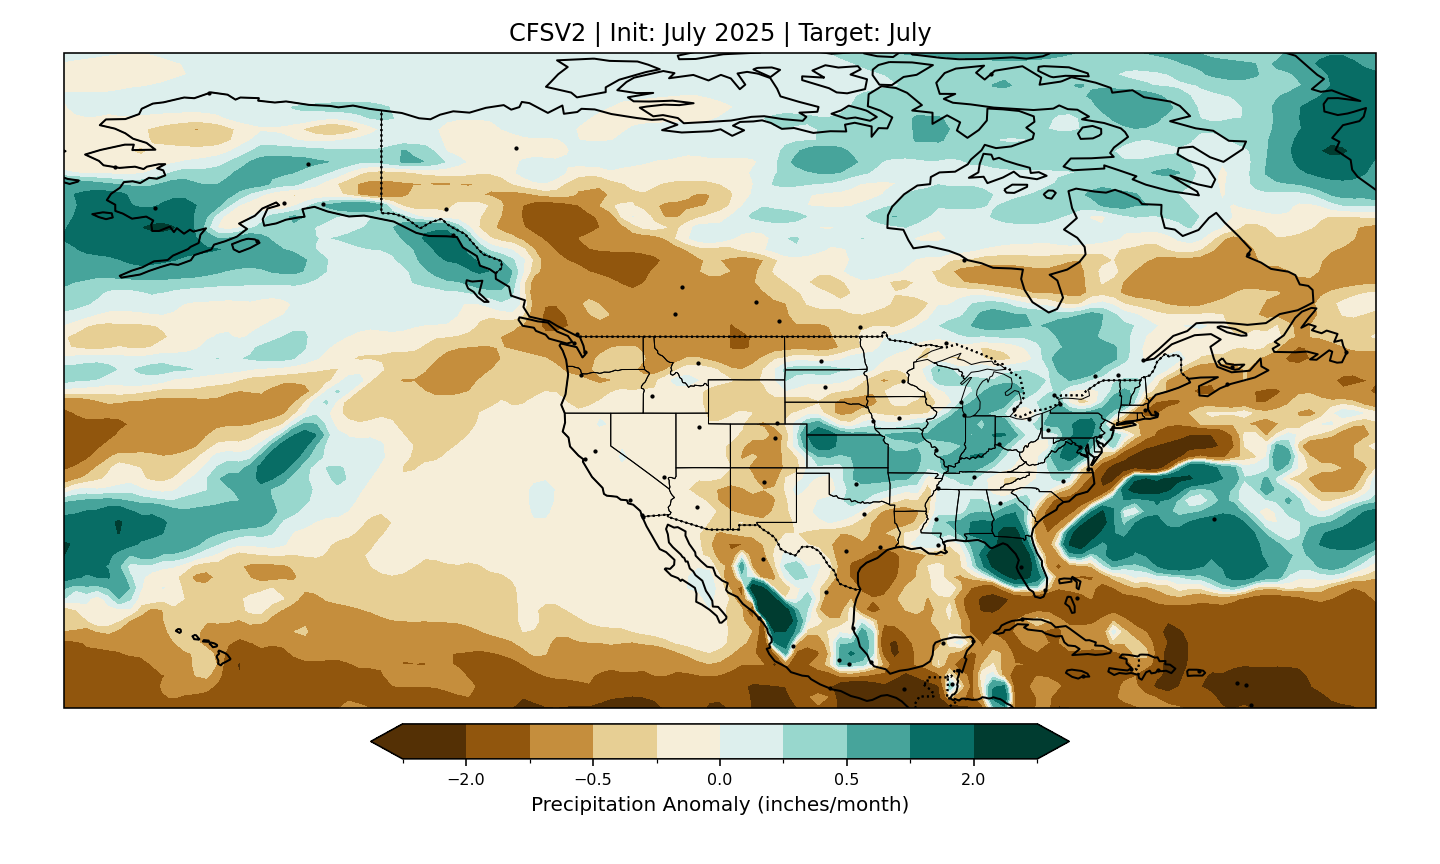 CFSV2 | Init: July 2025 | Target: July
−2.0 −0.5 0.0 0.5 2.0
Precipitation Anomaly (inches/month)